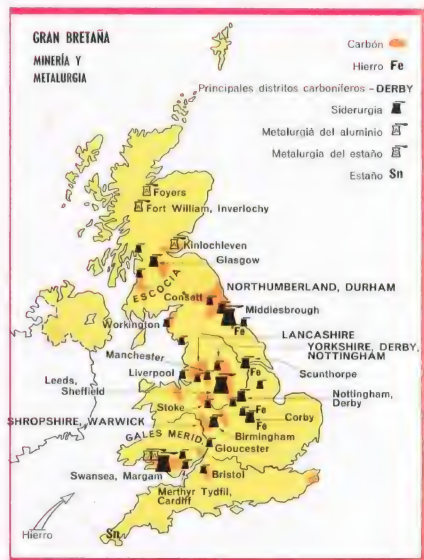 GRAN BRETAÑA
MINERÍA Y
METALURGIA
Carbón
Hierro Fe
Principales distritos carboníferos - DERBY
Siderurgia
Metalurgia del aluminio
Metalurgia del estaño
Estaño Sn
Foyers
Fort William, Inverlochy
Kinlochleven
Glasgow
ESCOCIA
NORTHUMBERLAND, DURHAM
Consett
Middlesbrough
Workington
Fe
LANCASHIRE
YORKSHIRE, DERBY,
NOTTINGHAM
Manchester
Liverpool
Scunthorpe
Fe
Leeds,
Sheffield
Nottingham,
Derby
Stoke
Fe
SHROPSHIRE, WARWICK
Corby
Fe
Birmingham
GALES MERID.
Gloucester
Swansea, Margam
Bristol
Merthyr Tydfil,
Cardiff
Hierro
Sn